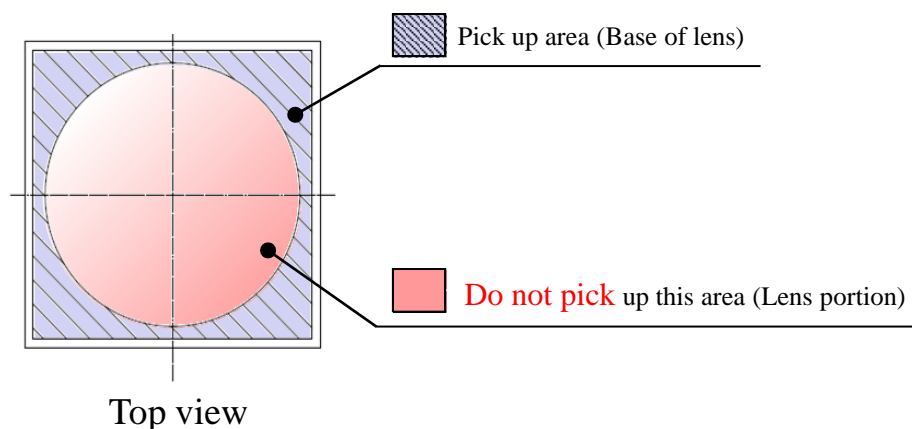 Pick up area (Base of lens)
Do not pick up this area (Lens portion)
Top view